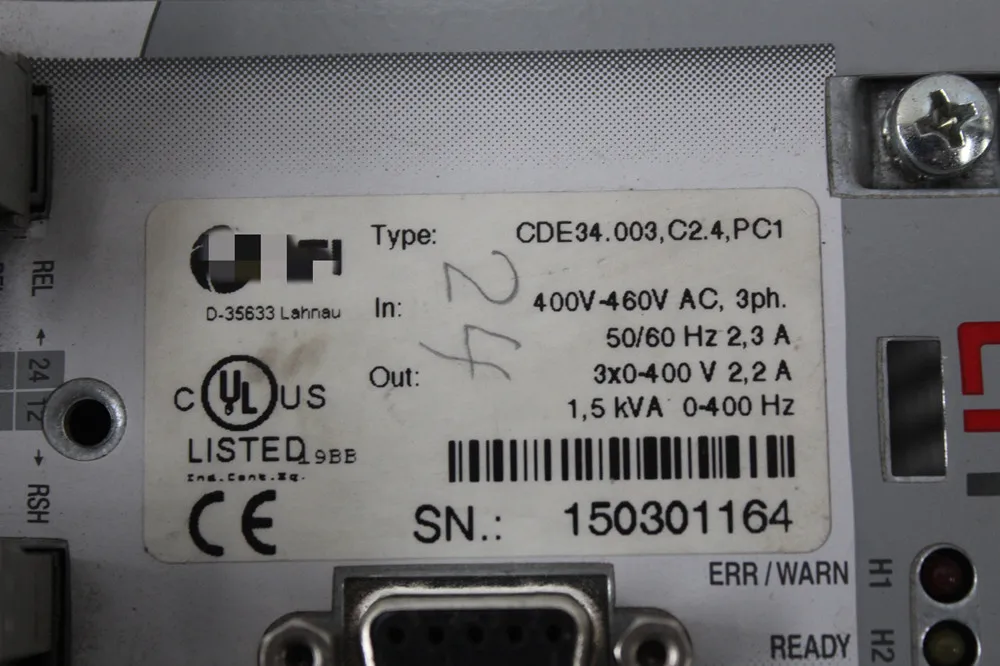 Type: CDE34.003,C2.4,PC1
D-35633 Lahnau
In: 400V-460V AC, 3ph.
50/60 Hz 2,3 A
Out: 3x0-400 V 2,2 A
1,5 kVA 0-400 Hz
24
C UL US
LISTED 19BB
Ind.Cont.Eq.
CE
SN.: 150301164
REL
24
12
RSH
ERR/WARN H1
READY H2